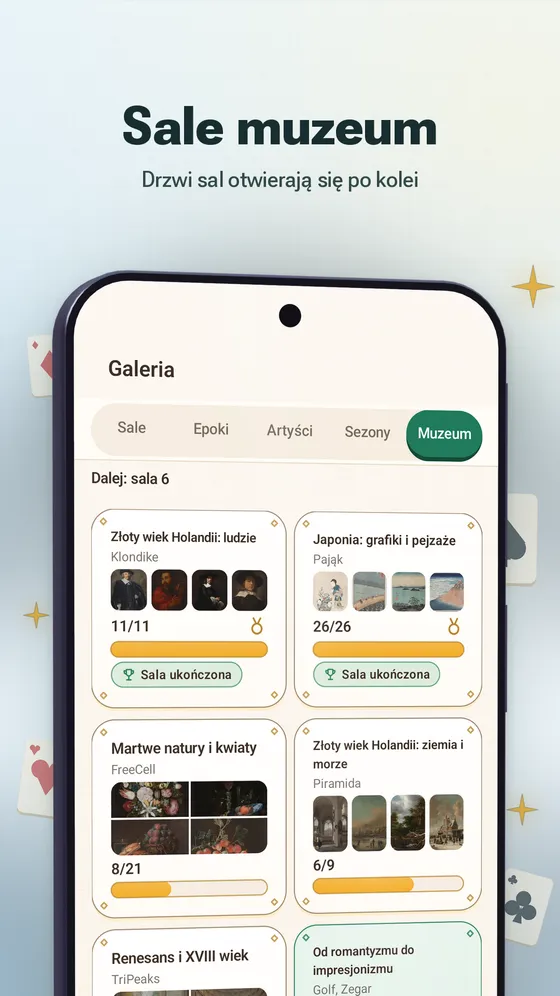 Sale muzeum
Drzwi sal otwierają się po kolei
Galeria
Sale
Epoki
Artyści
Sezony
Muzeum
Dalej: sala 6
Złoty wiek Holandii: ludzie
Klondike
11/11
Sala ukończona
Japonia: grafiki i pejzaże
Pająk
26/26
Sala ukończona
Martwe natury i kwiaty
FreeCell
8/21
Złoty wiek Holandii: ziemia i
morze
Piramida
6/9
Renesans i XVIII wiek
TriPeaks
Od romantyzmu do
impresjonizmu
Golf, Zegar